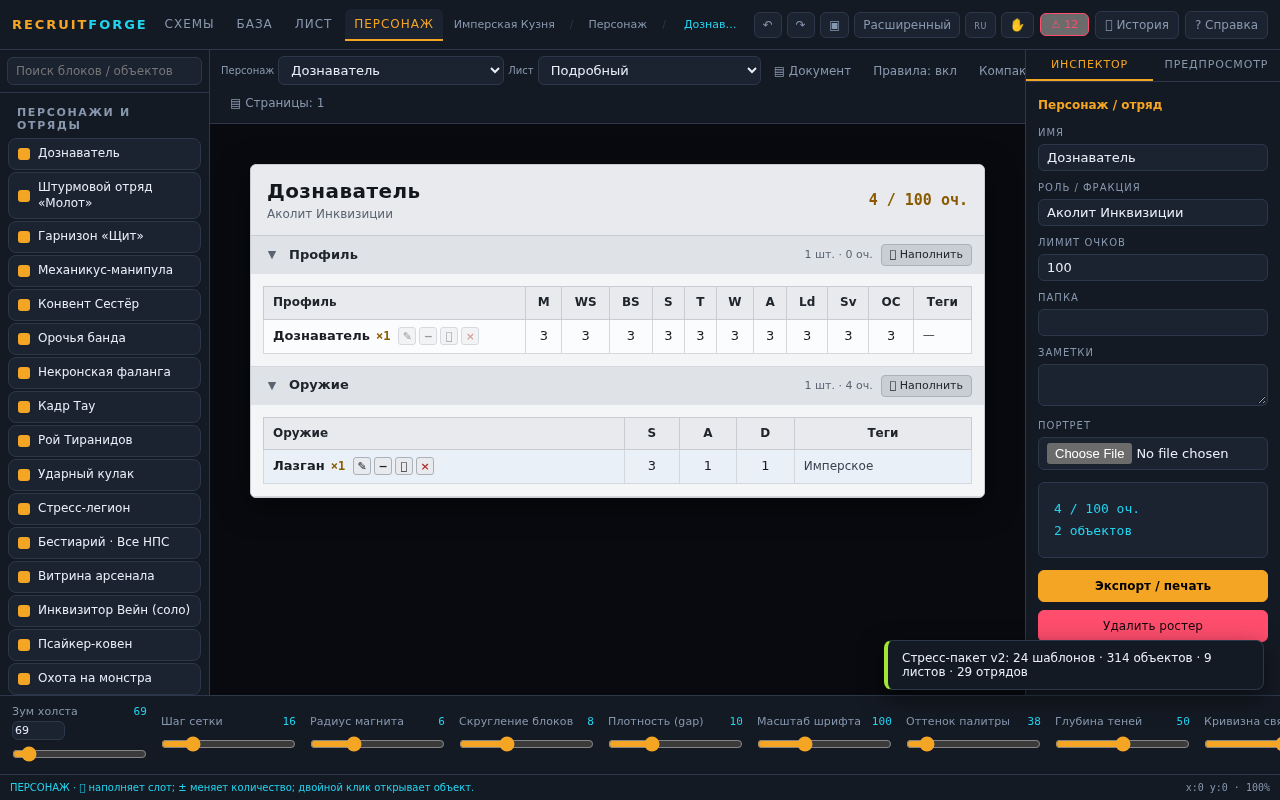 RECRUITFORGE СХЕМЫ БАЗА ЛИСТ ПЕРСОНАЖ Имперская Кузня / Персонаж / Дознав… ↶ ↷ ▣ Расширенный RU ✋ ⚠ 12 История ? Справка
Поиск блоков / объектов
ПЕРСОНАЖИ И
ОТРЯДЫ
Дознаватель
Штурмовой отряд
«Молот»
Гарнизон «Щит»
Механикус-манипула
Конвент Сестёр
Орочья банда
Некронская фаланга
Кадр Тау
Рой Тиранидов
Ударный кулак
Стресс-легион
Бестиарий · Все НПС
Витрина арсенала
Инквизитор Вейн (соло)
Псайкер-ковен
Охота на монстра
Персонаж Дознаватель Лист Подробный ▤ Документ Правила: вкл Компак
▤ Страницы: 1
Дознаватель
Аколит Инквизиции
4 / 100 оч.
▼ Профиль 1 шт. · 0 оч. Наполнить
Профиль M WS BS S T W A Ld Sv OC Теги
Дознаватель ×1 ✎ − × 3 3 3 3 3 3 3 3 3 3 —
▼ Оружие 1 шт. · 4 оч. Наполнить
Оружие S A D Теги
Лазган ×1 ✎ − × 3 1 1 Имперское
ИНСПЕКТОР ПРЕДПРОСМОТР
Персонаж / отряд
ИМЯ
Дознаватель
РОЛЬ / ФРАКЦИЯ
Аколит Инквизиции
ЛИМИТ ОЧКОВ
100
ПАПКА
ЗАМЕТКИ
ПОРТРЕТ
Choose File No file chosen
4 / 100 оч.
2 объектов
Экспорт / печать
Удалить ростер
Стресс-пакет v2: 24 шаблонов · 314 объектов · 9
листов · 29 отрядов
Зум холста 69
69
Шаг сетки 16
Радиус магнита 6
Скругление блоков 8
Плотность (gap) 10
Масштаб шрифта 100
Оттенок палитры 38
Глубина теней 50
Кривизна свя
ПЕРСОНАЖ · наполняет слот; ± меняет количество; двойной клик открывает объект.
x:0 y:0 · 100%